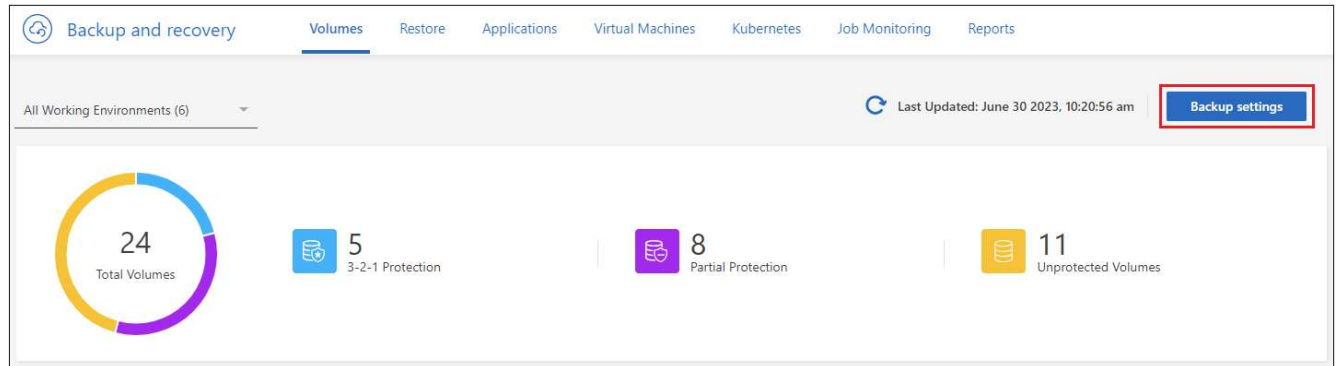 Backup and recovery Volumes Restore Applications Virtual Machines Kubernetes Job Monitoring Reports
All Working Environments (6) Last Updated: June 30 2023, 10:20:56 am Backup settings
24
Total Volumes
5
3-2-1 Protection
8
Partial Protection
11
Unprotected Volumes